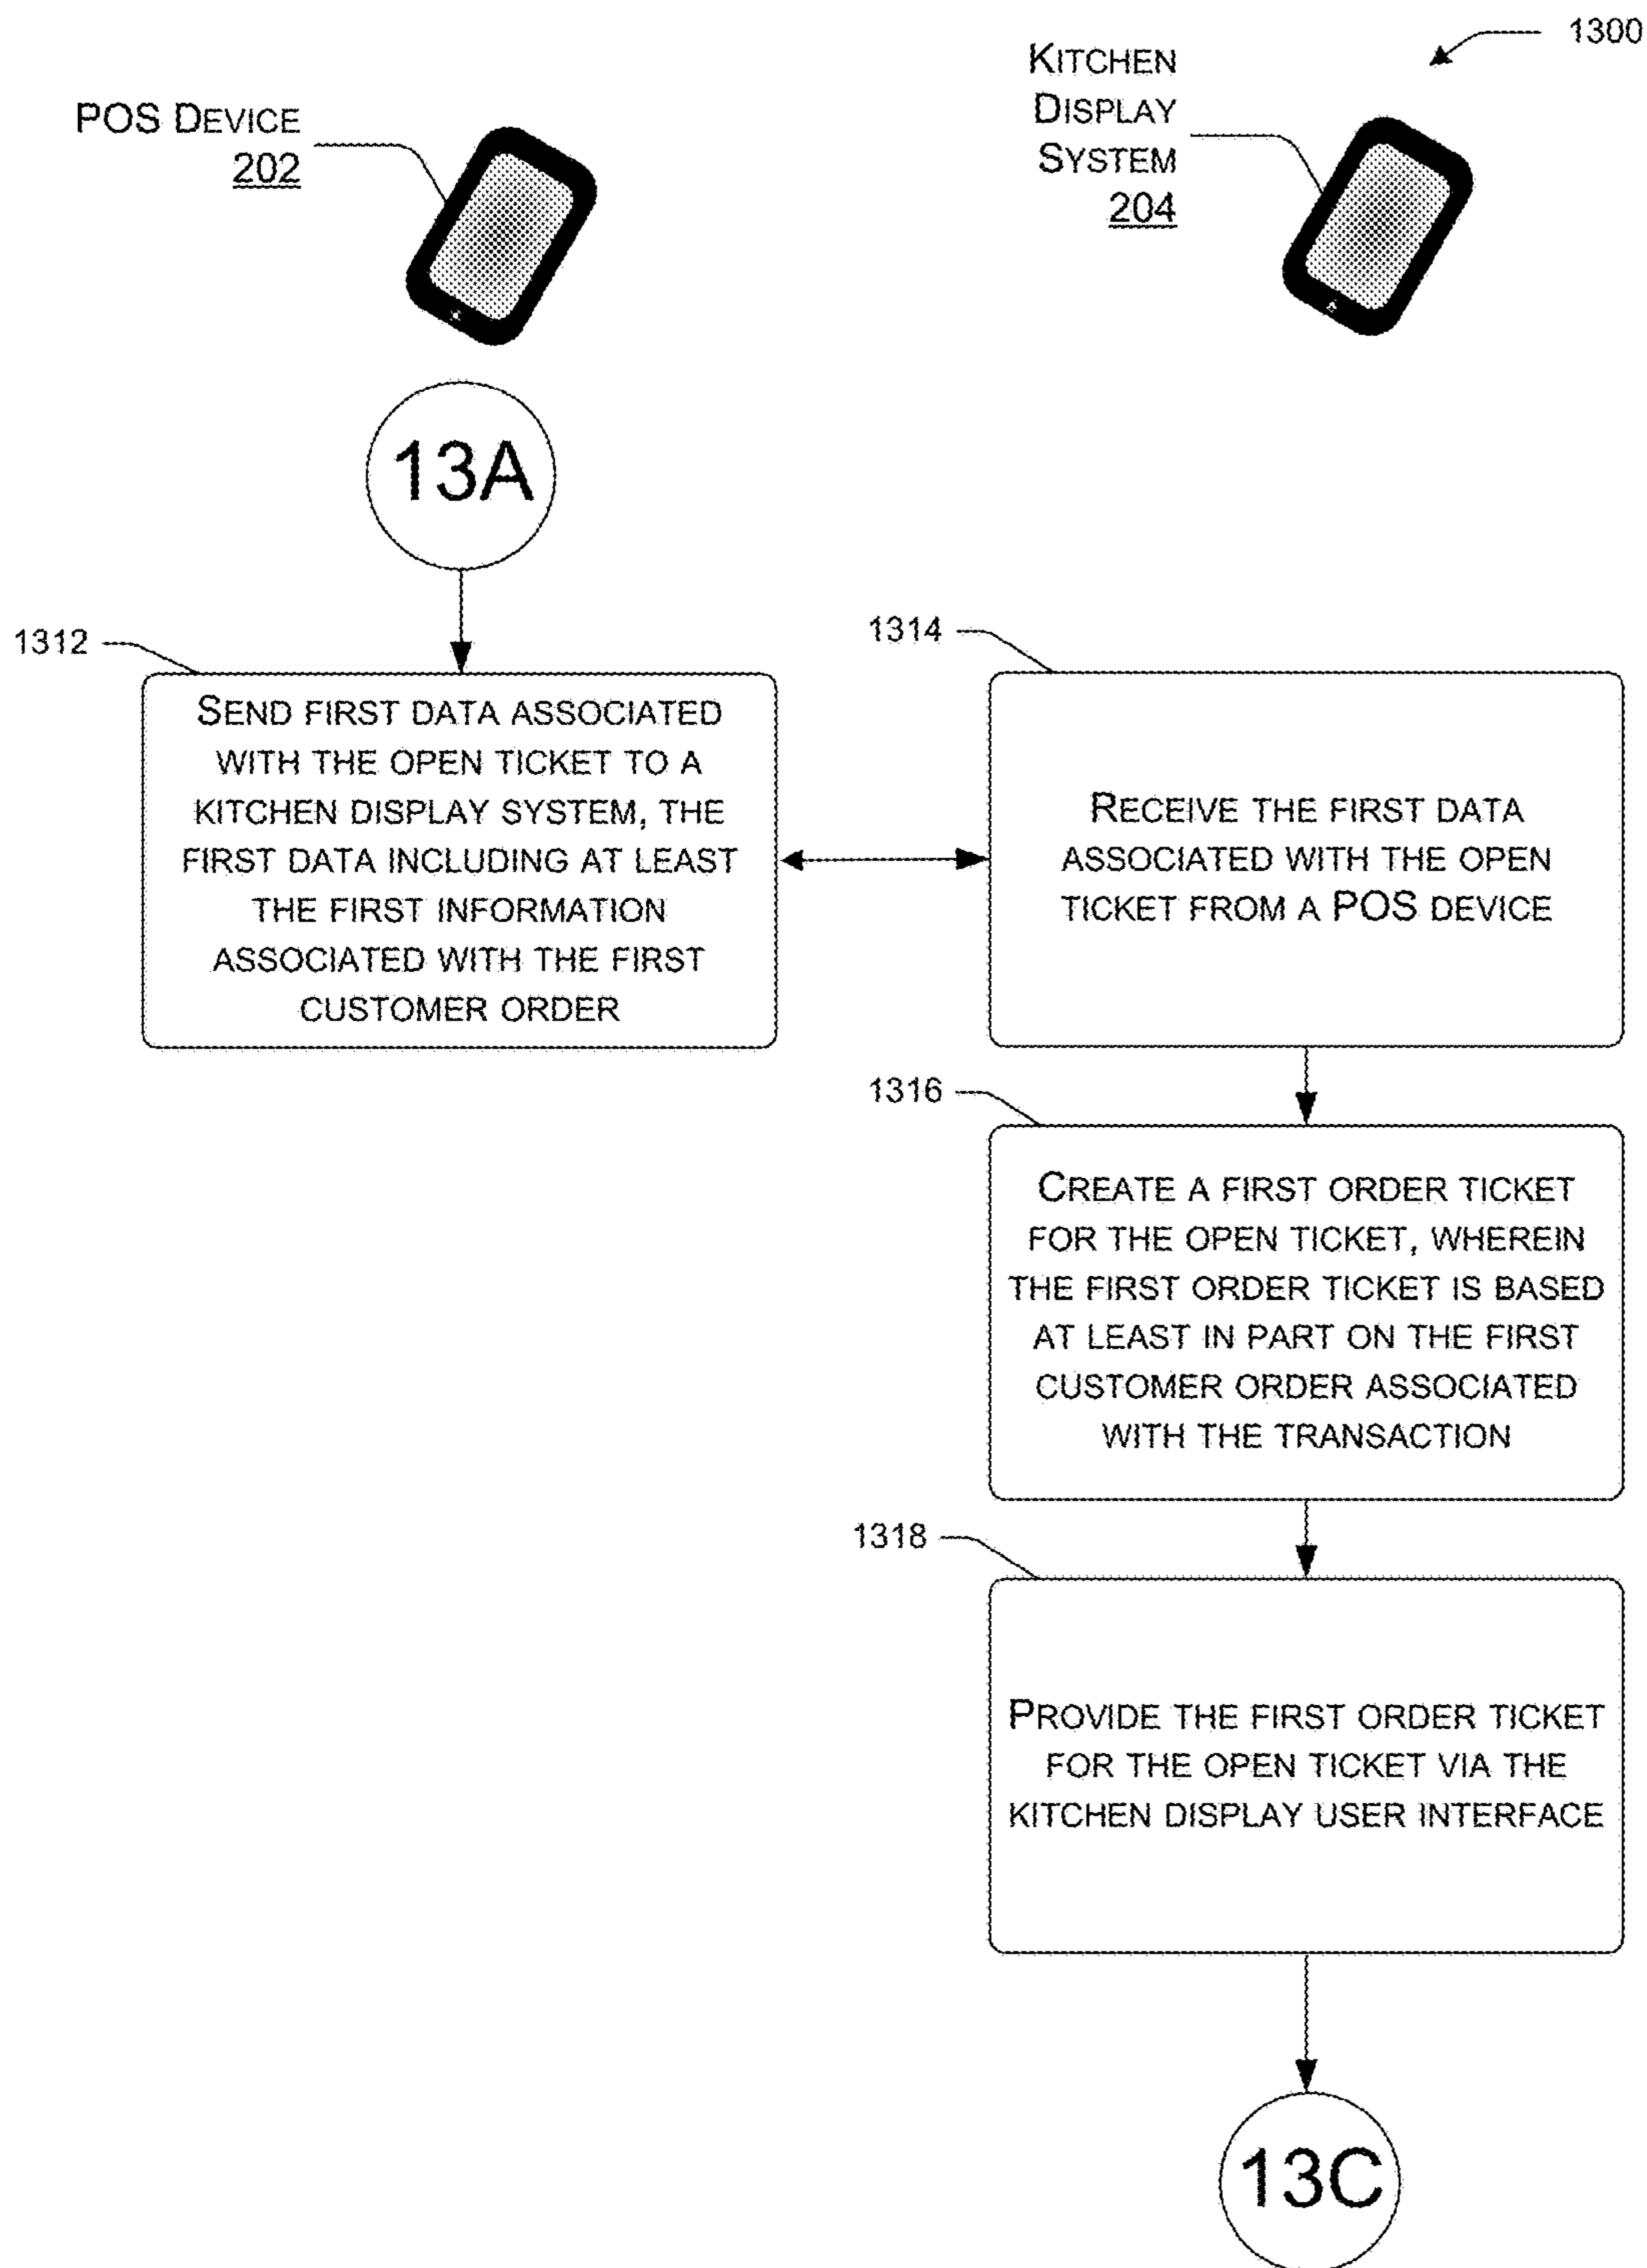 1300
POS DEVICE
202
KITCHEN
DISPLAY
SYSTEM
204
13A
1312
SEND FIRST DATA ASSOCIATED
WITH THE OPEN TICKET TO A
KITCHEN DISPLAY SYSTEM, THE
FIRST DATA INCLUDING AT LEAST
THE FIRST INFORMATION
ASSOCIATED WITH THE FIRST
CUSTOMER ORDER
1314
RECEIVE THE FIRST DATA
ASSOCIATED WITH THE OPEN
TICKET FROM A POS DEVICE
1316
CREATE A FIRST ORDER TICKET
FOR THE OPEN TICKET, WHEREIN
THE FIRST ORDER TICKET IS BASED
AT LEAST IN PART ON THE FIRST
CUSTOMER ORDER ASSOCIATED
WITH THE TRANSACTION
1318
PROVIDE THE FIRST ORDER TICKET
FOR THE OPEN TICKET VIA THE
KITCHEN DISPLAY USER INTERFACE
13C